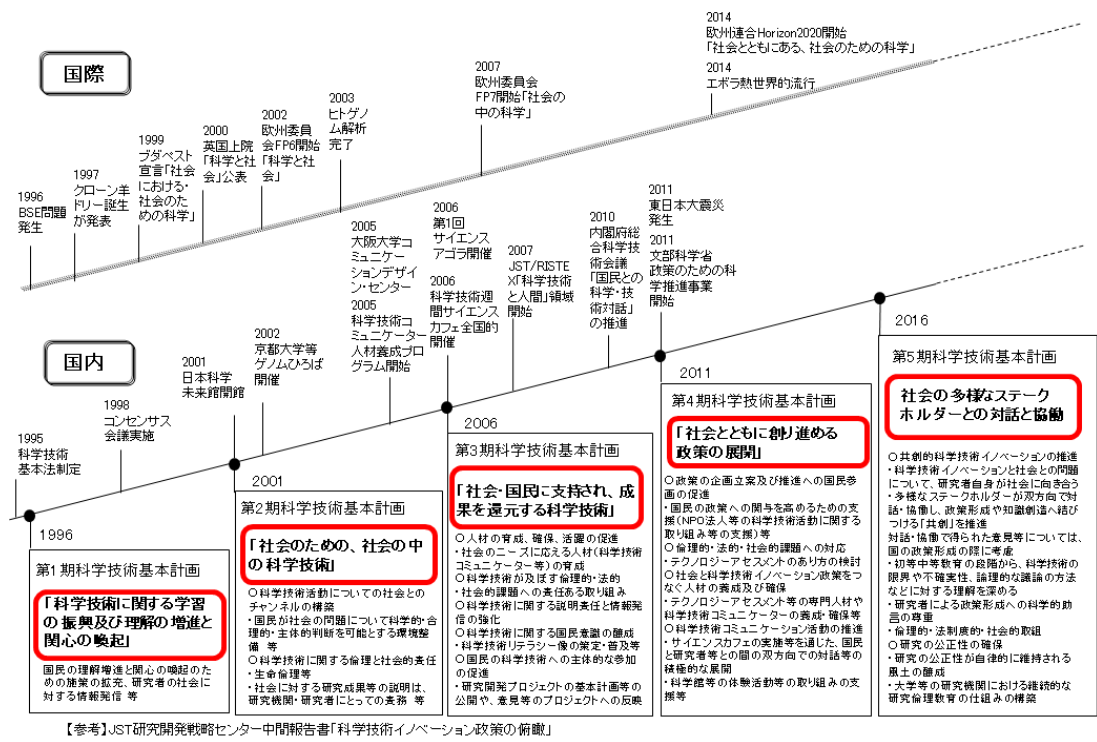 国際
1996
BSE問題
発生
1997
クローン羊
ドリー誕生
が発表
1999
ブダペスト
宣言「社会
における・
社会のた
めの科学」
2000
英国上院
「科学と社
会」公表
2002
欧州委員
会FP6開始
「科学と社
会」
2003
ヒトゲノ
ム解析
完了
2007
欧州委員会
FP7開始「社会の
中の科学」
2014
欧州連合Horizon2020開始
「社会とともにある、社会のための科学」
2014
エボラ熱世界的流行
国内
1995
科学技術
基本法制定
1998
コンセンサス
会議実施
2001
日本科学
未来館開館
2002
京都大学等
ゲノムひろば
開催
2005
大阪大学コ
ミュニケー
ションデザイ
ン・センター
2005
科学技術コ
ミュニケーター
人材養成プロ
グラム開始
2006
第1回
サイエンス
アゴラ開催
2006
科学技術週
間サイエンス
カフェ全国的
開催
2007
JST/RISTE
X「科学技術
と人間」領域
開始
2010
内閣府総
合科学技
術会議
「国民との
科学・技
術対話」
の推進
2011
東日本大震災
発生
2011
文部科学省
政策のための科
学推進事業
開始
1996
第1期科学技術基本計画
「科学技術に関する学習
の振興及び理解の増進と
関心の喚起」
国民の理解増進と関心の喚起のた
めの施策の拡充、研究者の社会に
対する情報発信 等
2001
第2期科学技術基本計画
「社会のための、社会の中
の科学技術」
○科学技術活動についての社会との
チャンネルの構築
・国民が社会の問題について科学的・合
理的・主体的判断を可能とする環境整
備 等
○科学技術に関する倫理と社会的責任
・生命倫理等
・社会に対する研究成果等の説明は、
研究機関・研究者にとっての責務 等
2006
第3期科学技術基本計画
「社会・国民に支持され、成
果を還元する科学技術」
○人材の育成、確保、活躍の促進
・社会のニーズに応える人材(科学技術
コミュニケーター等)の育成
○科学技術が及ぼす倫理的・法的
・社会的課題への責任ある取り組み
○科学技術に関する説明責任と情報発
信の強化
○科学技術に関する国民意識の醸成
・科学技術リテラシー像の策定・普及等
○国民の科学技術への主体的な参加
の促進
・研究開発プロジェクトの基本計画等の
公開や、意見等のプロジェクトへの反映
2011
第4期科学技術基本計画
「社会とともに創り進める
政策の展開」
○政策の企画立案及び推進への国民参
画の促進
・国民の政策への関与を高めるための支
援(NPO法人等の科学技術活動に関する
取り組み等の支援)等
○倫理的・法的・社会的課題への対応
・テクノロジーアセスメントのあり方の検討
○社会と科学技術イノベーション政策をつ
なぐ人材の養成及び確保
・テクノロジーアセスメント等の専門人材や
科学技術コミュニケーターの養成・確保等
○科学技術コミュニケーション活動の推進
・サイエンスカフェの実施等を通じた、国民
と研究者等との間の双方向での対話等の
積極的な展開
・科学館等の体験活動等の取り組みの支
援等
2016
第5期科学技術基本計画
社会の多様なステーク
ホルダーとの対話と協働
○共創的科学技術イノベーションの推進
・科学技術イノベーションと社会との問題
について、研究者自身が社会に向き合う
・多様なステークホルダーが双方向で対
話・協働し、政策形成や知識創造へ結び
つける「共創」を推進
対話・協働で得られた意見等については、
国の政策形成の際に考慮
・初等中等教育の段階から、科学技術の
限界や不確実性、論理的な議論の方法
などに対する理解を深める
・研究者による政策形成への科学的助
言の尊重
・倫理的・法制度的・社会的取組
○研究の公正性の確保
・研究の公正性が自律的に維持される
風土の醸成
・大学等の研究機関における継続的な
研究倫理教育の仕組みの構築
【参考】JST研究開発戦略センター中間報告書「科学技術イノベーション政策の俯瞰」